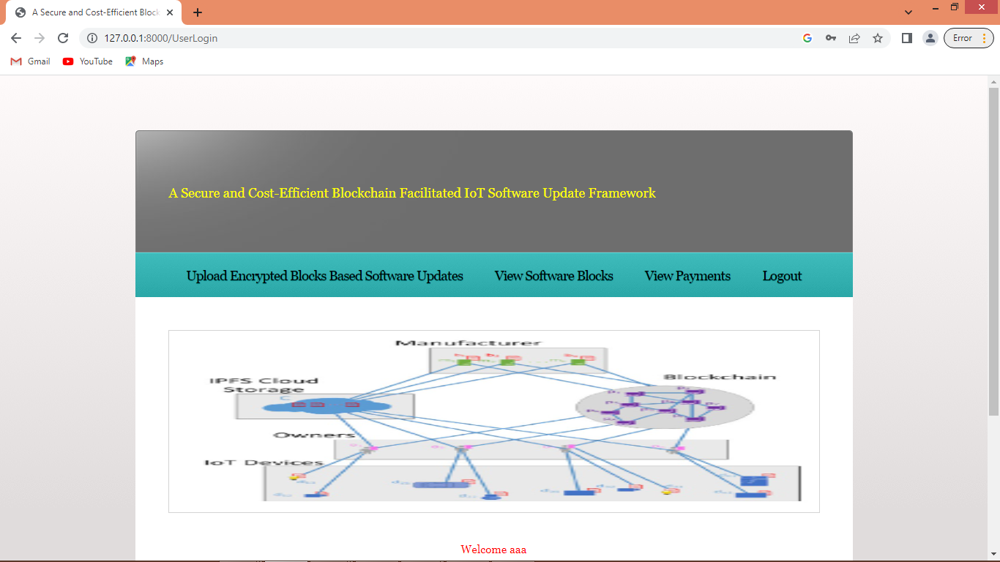 A Secure and Cost-Efficient Block
127.0.0.1:8000/UserLogin
Error
Gmail
YouTube
Maps
A Secure and Cost-Efficient Blockchain Facilitated IoT Software Update Framework
Upload Encrypted Blocks Based Software Updates
View Software Blocks
View Payments
Logout
Manufacturer
IPFS Cloud
Storage
Blockchain
C
Owners
IoT Devices
Welcome aaa